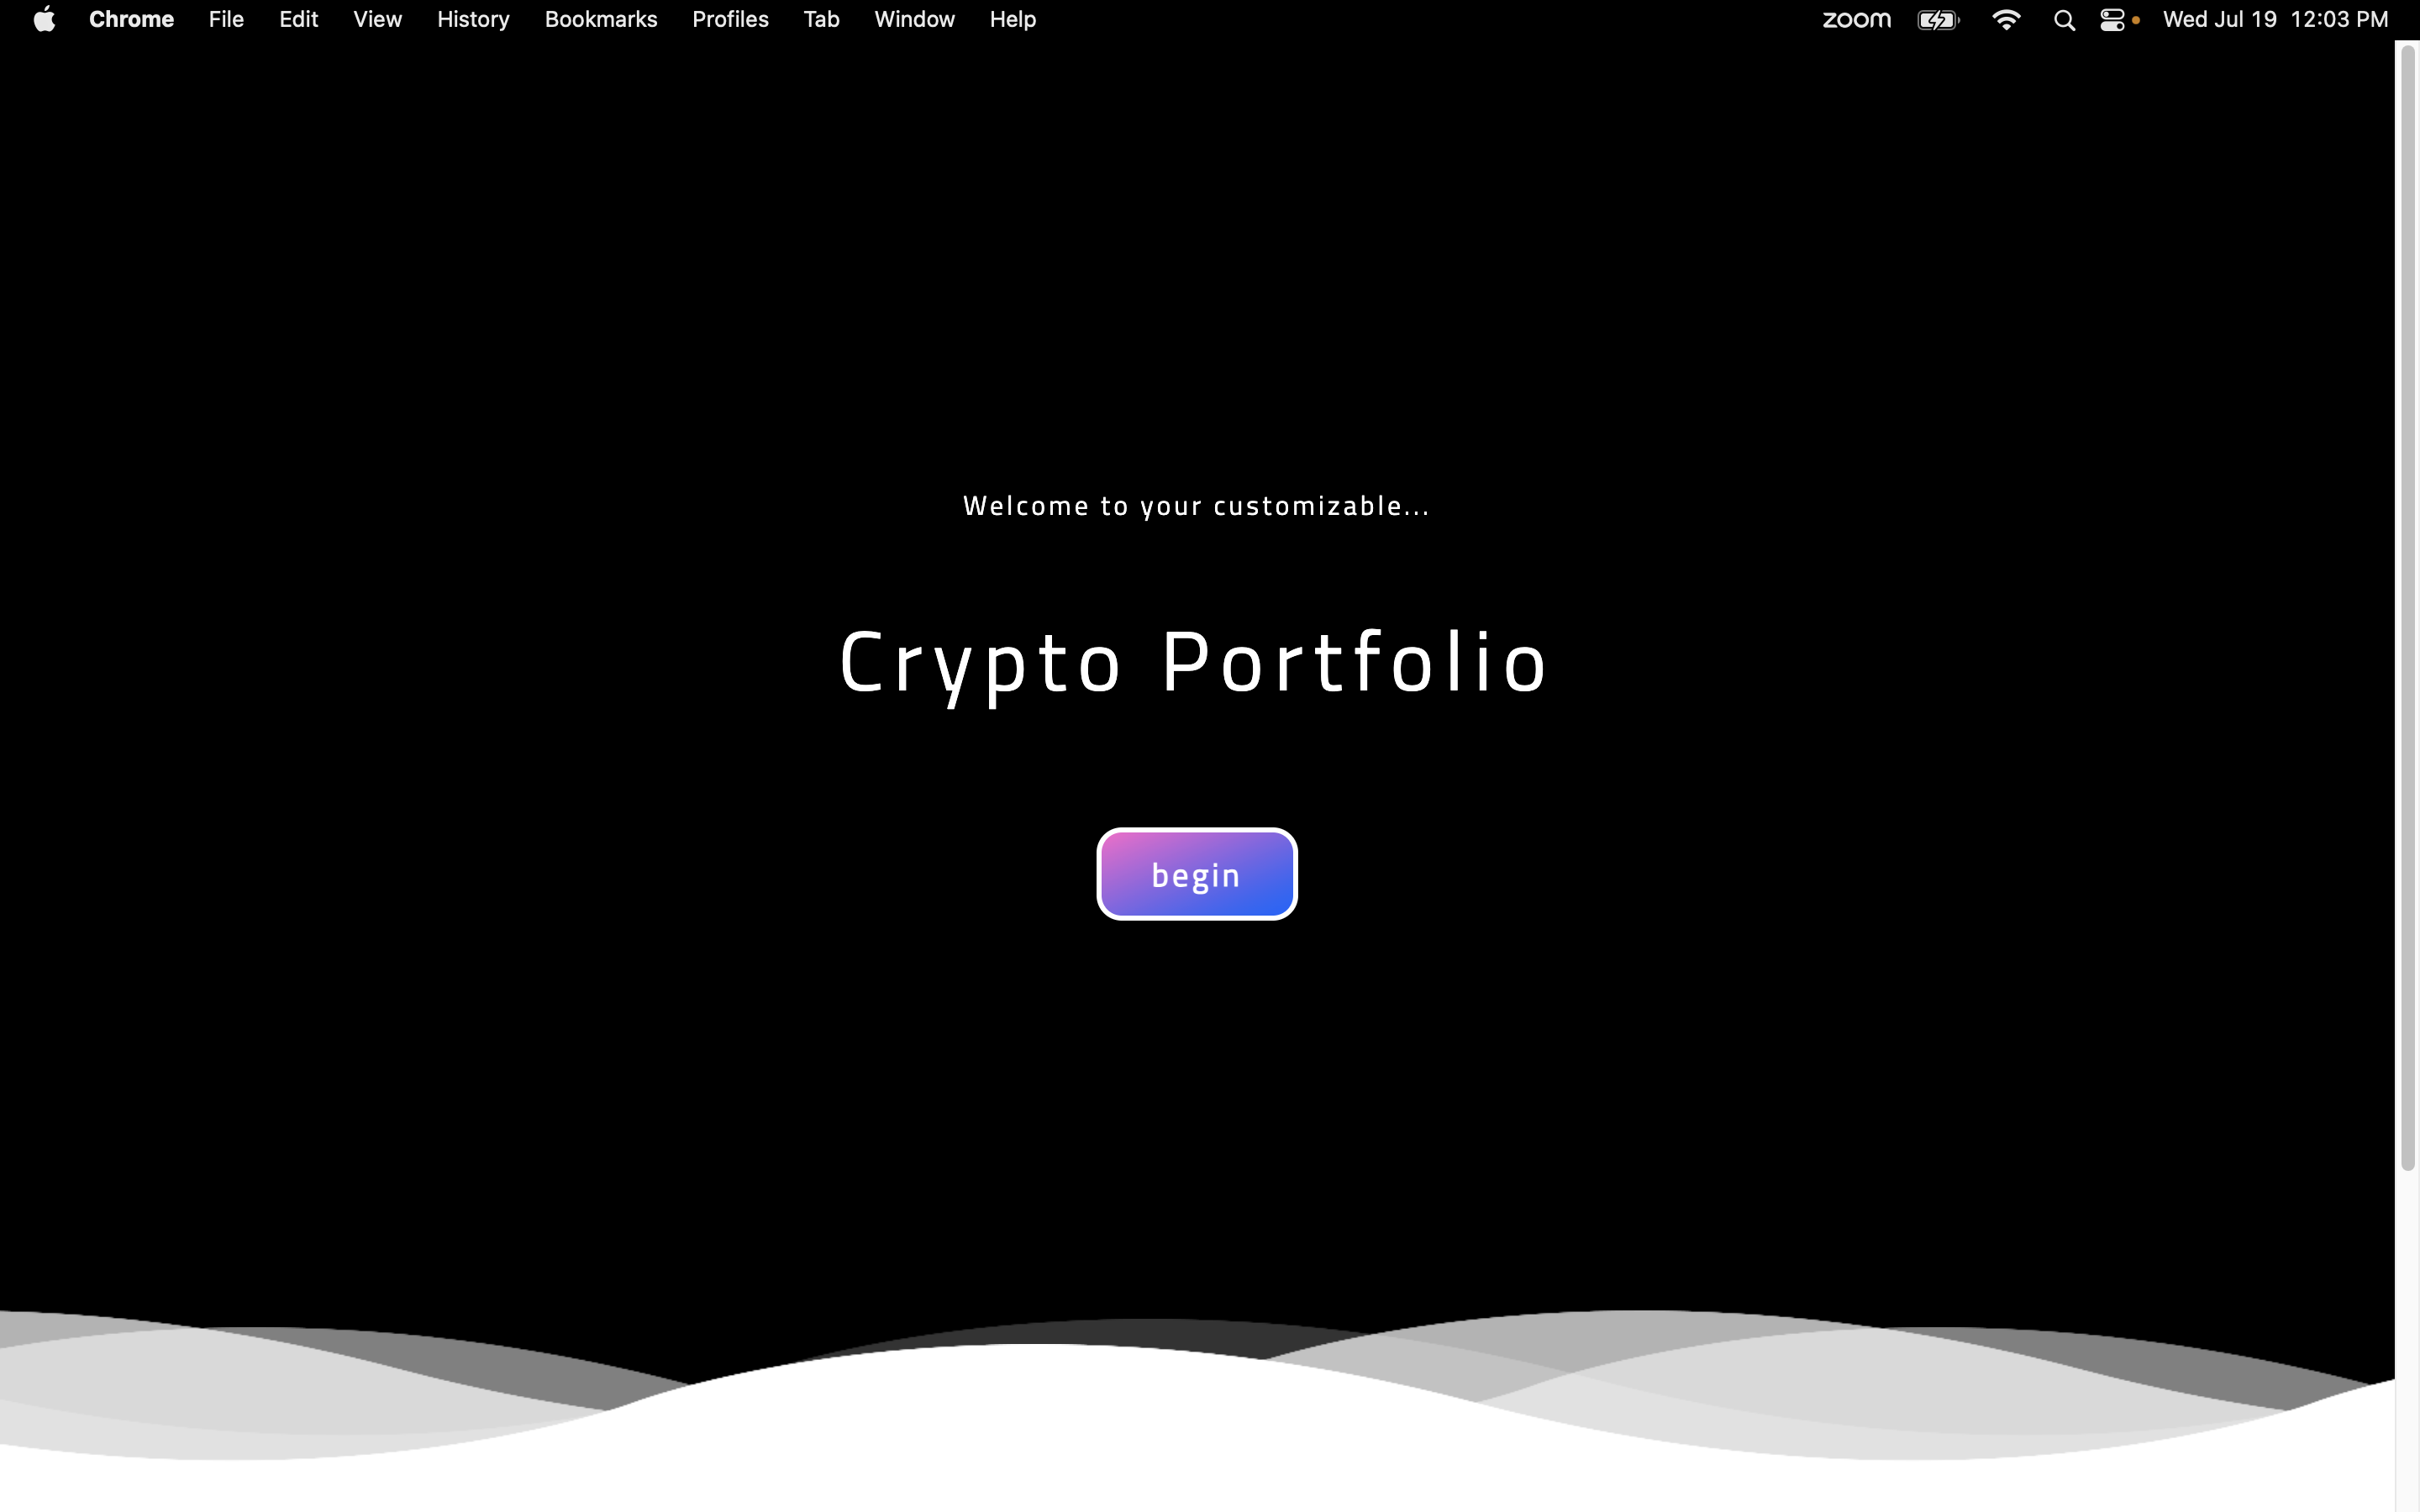 Chrome File Edit View History Bookmarks Profiles Tab Window Help zoom Wed Jul 19 12:03 PM
Welcome to your customizable...
Crypto Portfolio
begin